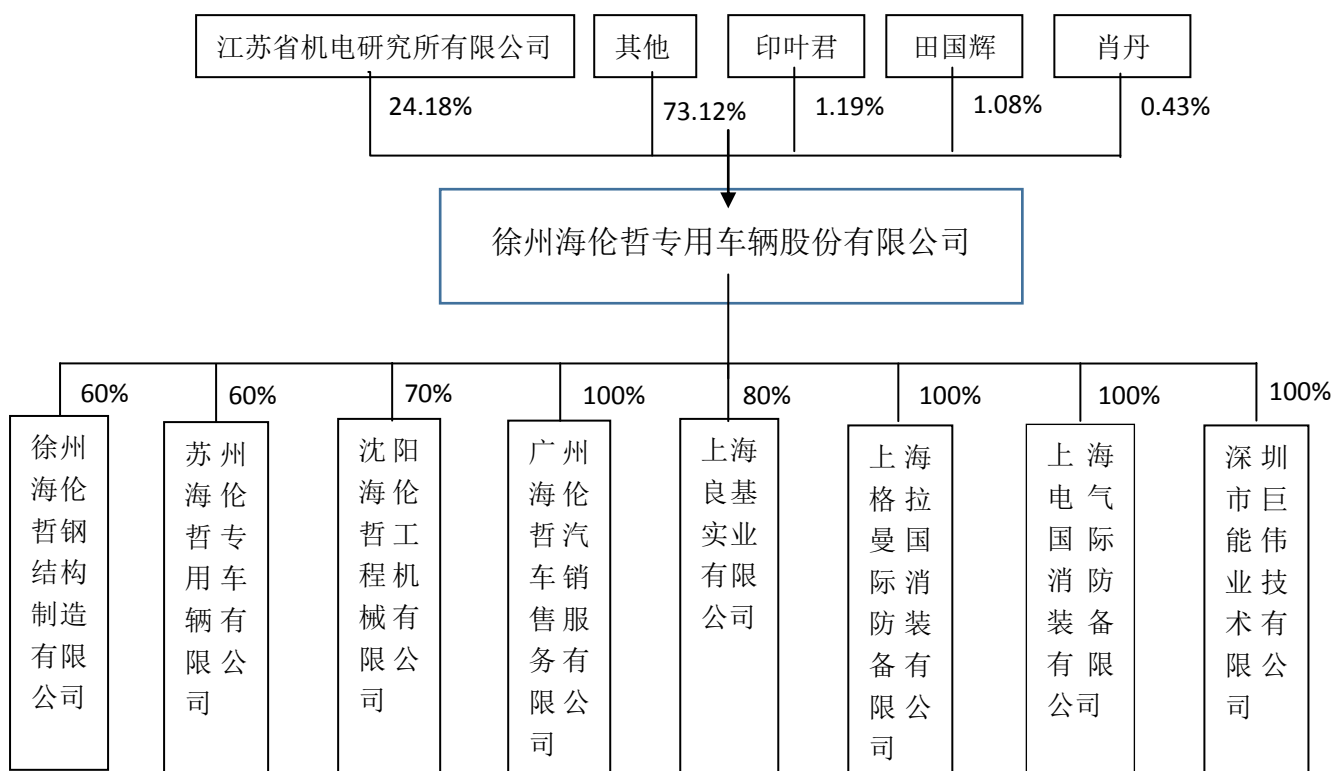 江苏省机电研究所有限公司
其他
印叶君
田国辉
肖丹
24.18%
73.12%
1.19%
1.08%
0.43%
徐州海伦哲专用车辆股份有限公司
60%
60%
70%
100%
80%
100%
100%
100%
徐州
海伦
哲钢
结构
制造
有限
公司
苏州
海伦
哲专
用车
辆有
限公
司
沈阳
海伦
哲工
程机
械有
限公
司
广州
海伦
哲汽
车销
售服
务有
限公
司
上海
良基
实业
有限
公司
上海
格拉
曼国
际消
防装
备有
限公
司
上海
电气
国际
消防
装备
有限
公司
深圳
市巨
能伟
业技
术有
限公
司